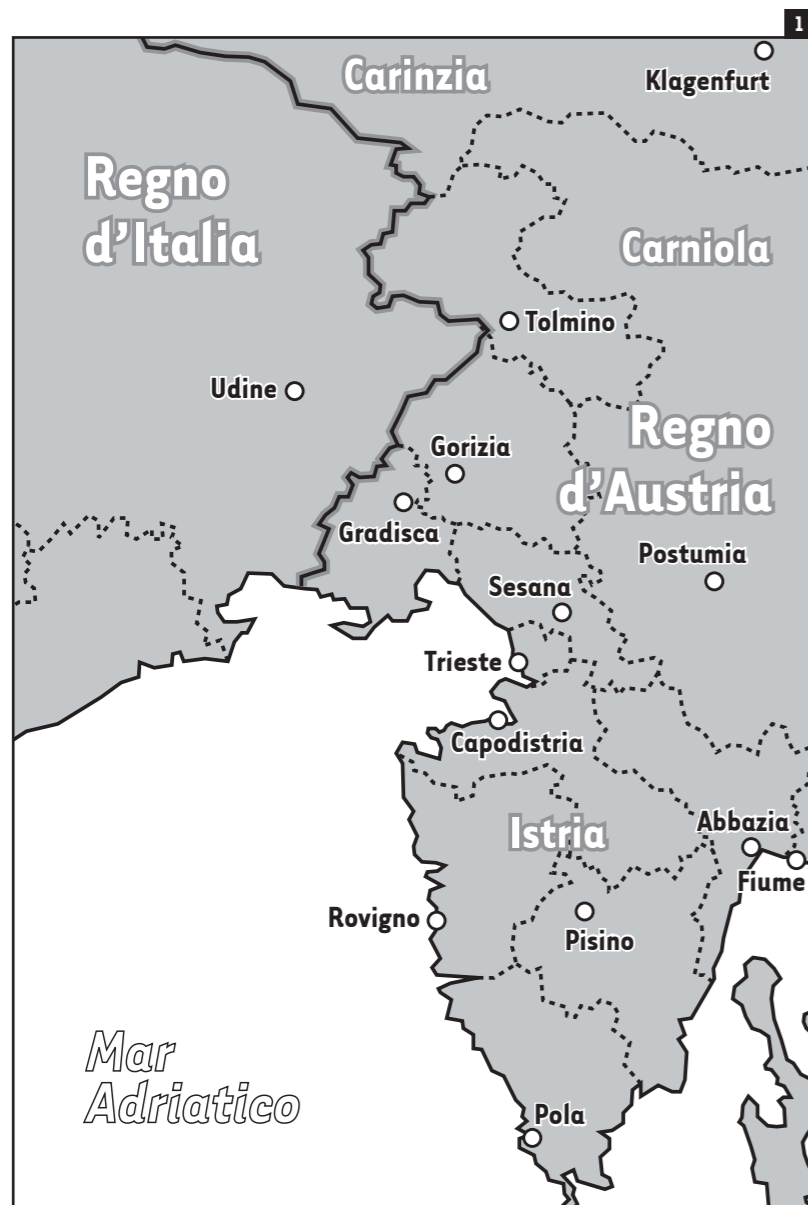 1
Carinzia
Klagenfurt
Regno
d'Italia
Carniola
Tolmino
Udine
Regno
d'Austria
Gorizia
Gradisca
Postumia
Sesana
Trieste
Capodistria
Istria
Abbazia
Fiume
Rovigno
Pisino
Mar
Adriatico
Pola